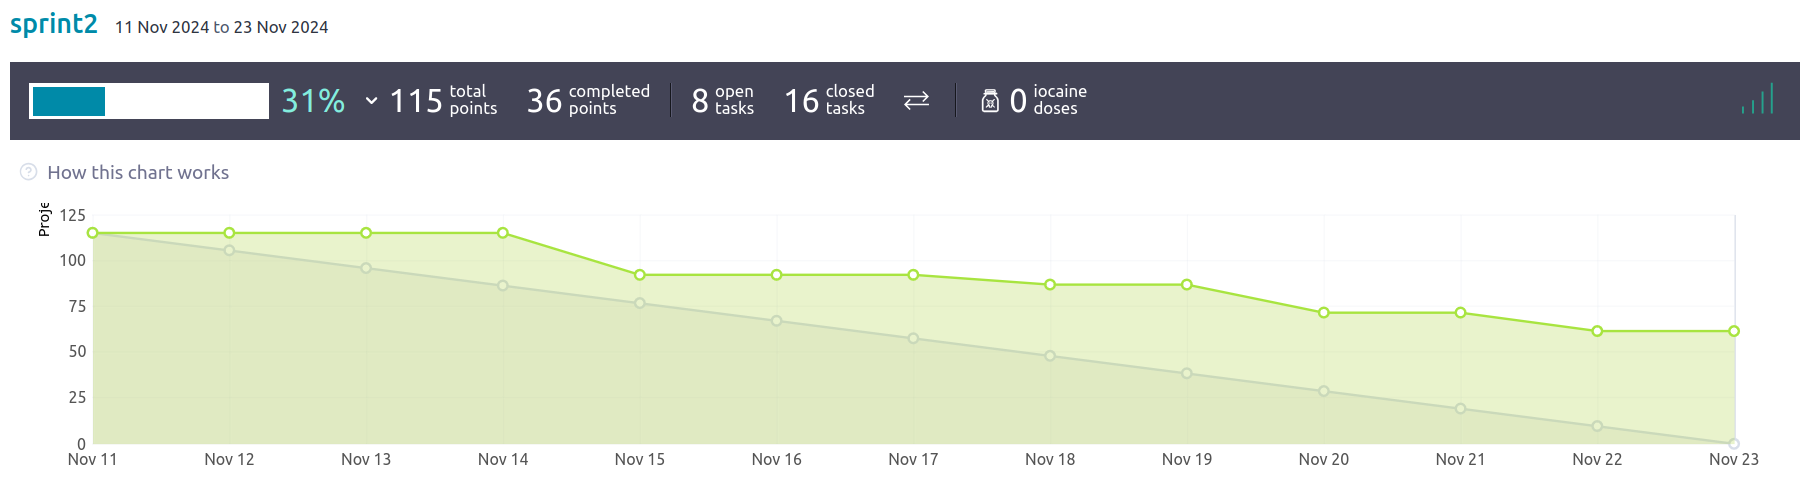 sprint2 11 Nov 2024 to 23 Nov 2024
31% 115 total points 36 completed points 8 open tasks 16 closed tasks 0 iocaine doses
How this chart works
Proje
125
100
75
50
25
0
Nov 11 Nov 12 Nov 13 Nov 14 Nov 15 Nov 16 Nov 17 Nov 18 Nov 19 Nov 20 Nov 21 Nov 22 Nov 23